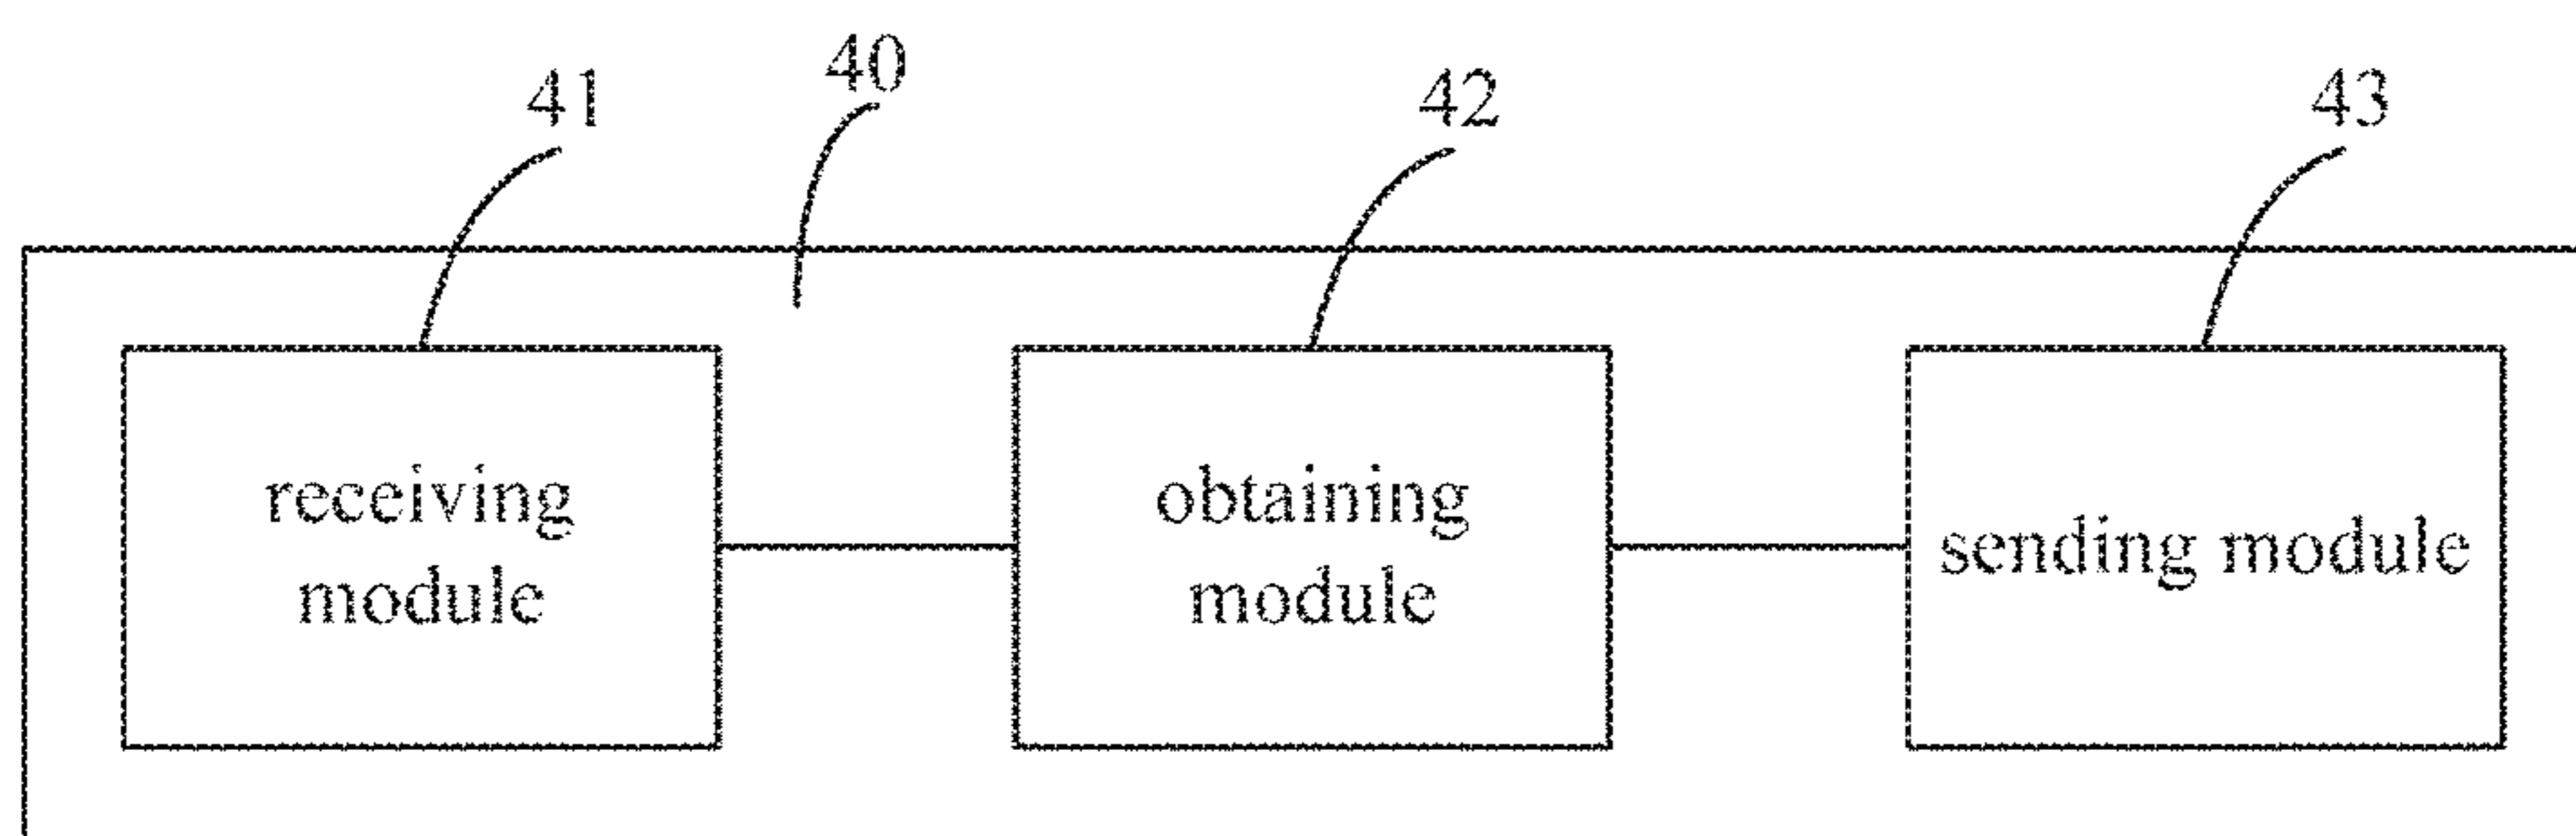 40
41
42
43
receiving
module
obtaining
module
sending module